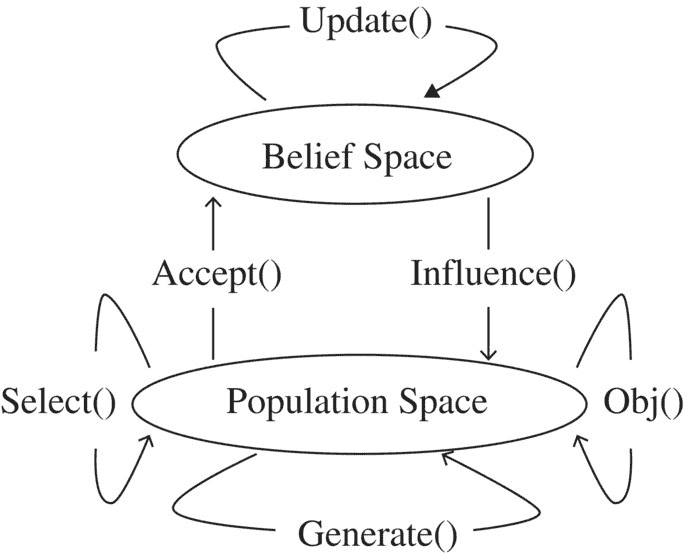 Update()
Belief Space
Accept()
Influence()
Select()
Population Space
Obj()
Generate()